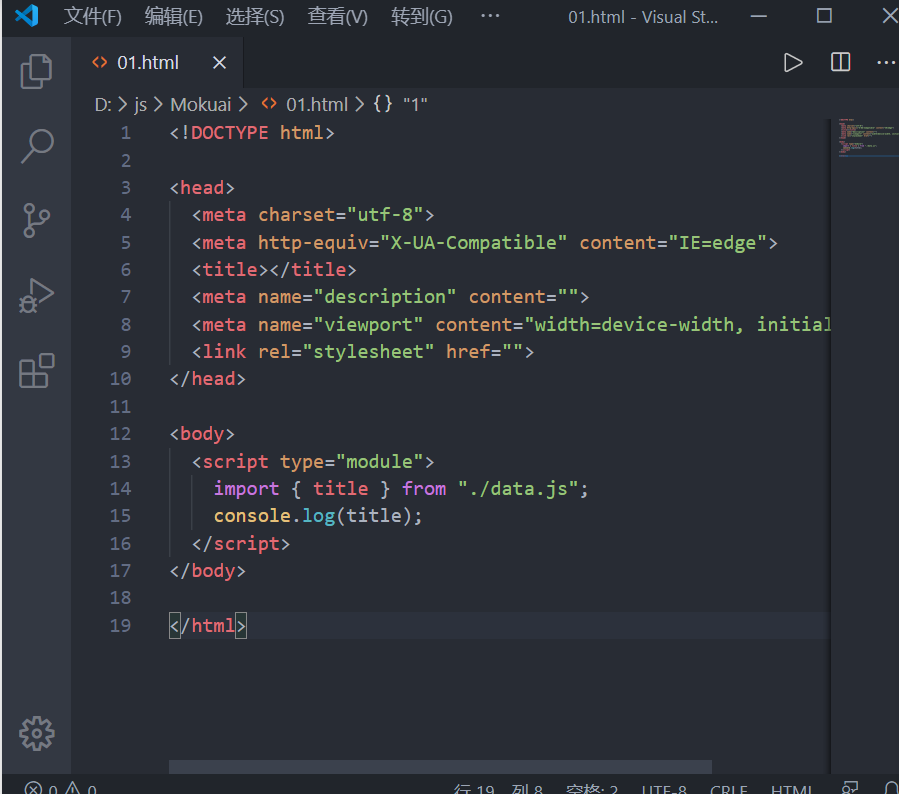 文件(F) 编辑(E) 选择(S) 查看(V) 转到(G) ··· 01.html - Visual St...
01.html
D: > js > Mokuai > 01.html > {} "1"
1 <!DOCTYPE html>
2
3 <head>
4 <meta charset="utf-8">
5 <meta http-equiv="X-UA-Compatible" content="IE=edge">
6 <title></title>
7 <meta name="description" content="">
8 <meta name="viewport" content="width=device-width, initial
9 <link rel="stylesheet" href="">
10 </head>
11
12 <body>
13 <script type="module">
14 import { title } from "./data.js";
15 console.log(title);
16 </script>
17 </body>
18
19 </html>
0 0 行 19, 列 8 空格: 2 UTF-8 CRLF HTML